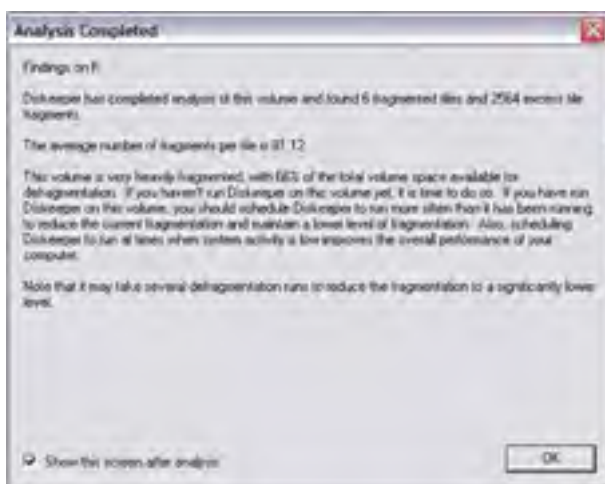 Analysis Completed
Findings on
Diskeeper has completed analysis of this volume and found 6 fragmented files and 2564 excess file
fragments.
The average number of fragments per file is 12
This volume is very heavily fragmented, with 66% of the total volume space available for
defragmentation. If you haven't run Diskeeper on this volume yet, it is time to do so. If you have run
Diskeeper on this volume, you should schedule Diskeeper to run more often than it has been running
to reduce the current fragmentation and maintain a lower level of fragmentation. Also, scheduling
Diskeeper to run at times when system activity is low improves the overall performance of your
computer.
Note that it may take several defragmentation runs to reduce the fragmentation to a significantly lower
level.
Show this screen after analysis
OK